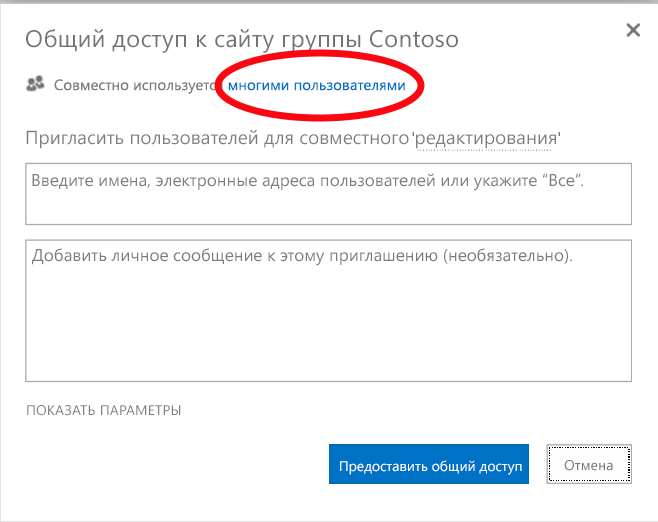 Общий доступ к сайту группы Contoso
Совместно используетс многими пользователями
Пригласить пользователей для совместного 'редактирования'
Введите имена, электронные адреса пользователей или укажите “Все”.
Добавить личное сообщение к этому приглашению (необязательно).
ПОКАЗАТЬ ПАРАМЕТРЫ
Предоставить общий доступ
Отмена